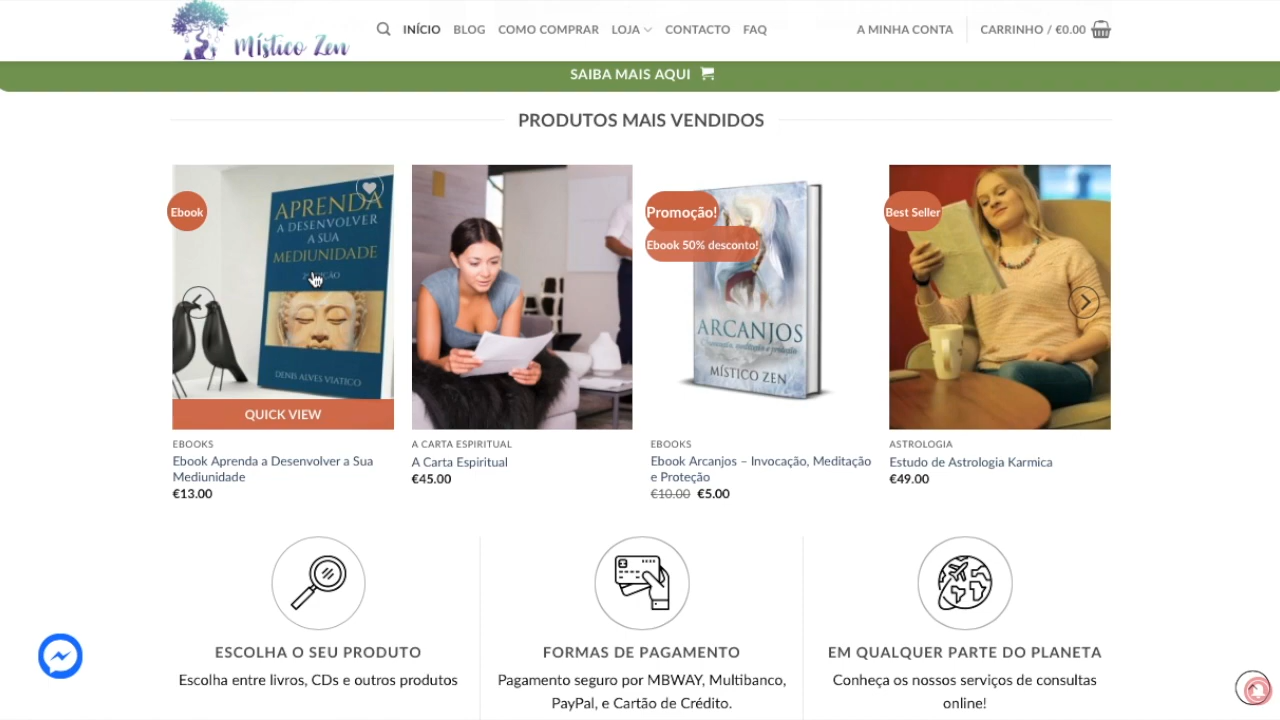 Místico Zen
INÍCIO BLOG COMO COMPRAR LOJA CONTACTO FAQ
A MINHA CONTA CARRINHO / €0.00
SAIBA MAIS AQUI
PRODUTOS MAIS VENDIDOS
Ebook
APRENDA
A DESENVOLVER
A SUA
MEDIUNIDADE
DENIS ALVES VIATICO
QUICK VIEW
EBOOKS
Ebook Aprenda a Desenvolver a Sua
Mediunidade
€13.00
A CARTA ESPIRITUAL
A Carta Espiritual
€45.00
Promoção!
Ebook 50% desconto!
ARCANJOS
MÍSTICO ZEN
EBOOKS
Ebook Arcanjos – Invocação, Meditação
e Proteção
€10.00 €5.00
Best Seller
ASTROLOGIA
Estudo de Astrologia Karmica
€49.00
ESCOLHA O SEU PRODUTO
Escolha entre livros, CDs e outros produtos
FORMAS DE PAGAMENTO
Pagamento seguro por MBWAY, Multibanco,
PayPal, e Cartão de Crédito.
EM QUALQUER PARTE DO PLANETA
Conheça os nossos serviços de consultas
online!